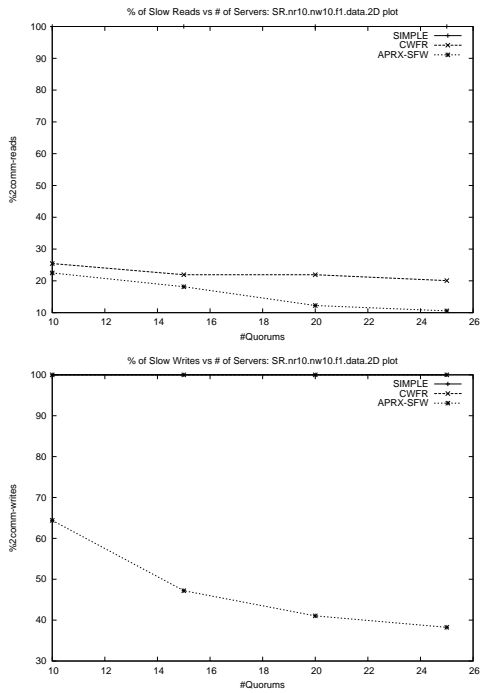 % of Slow Reads vs # of Servers: SR.nr10.nw10.f1.data.2D plot
SIMPLE
CWFR
APRX-SFW
100
90
80
70
60
50
40
30
20
10
%2comm-reads
10 12 14 16 18 20 22 24 26
#Quorums
% of Slow Writes vs # of Servers: SR.nr10.nw10.f1.data.2D plot
SIMPLE
CWFR
APRX-SFW
100
90
80
70
60
50
40
30
%2comm-writes
10 12 14 16 18 20 22 24 26
#Quorums